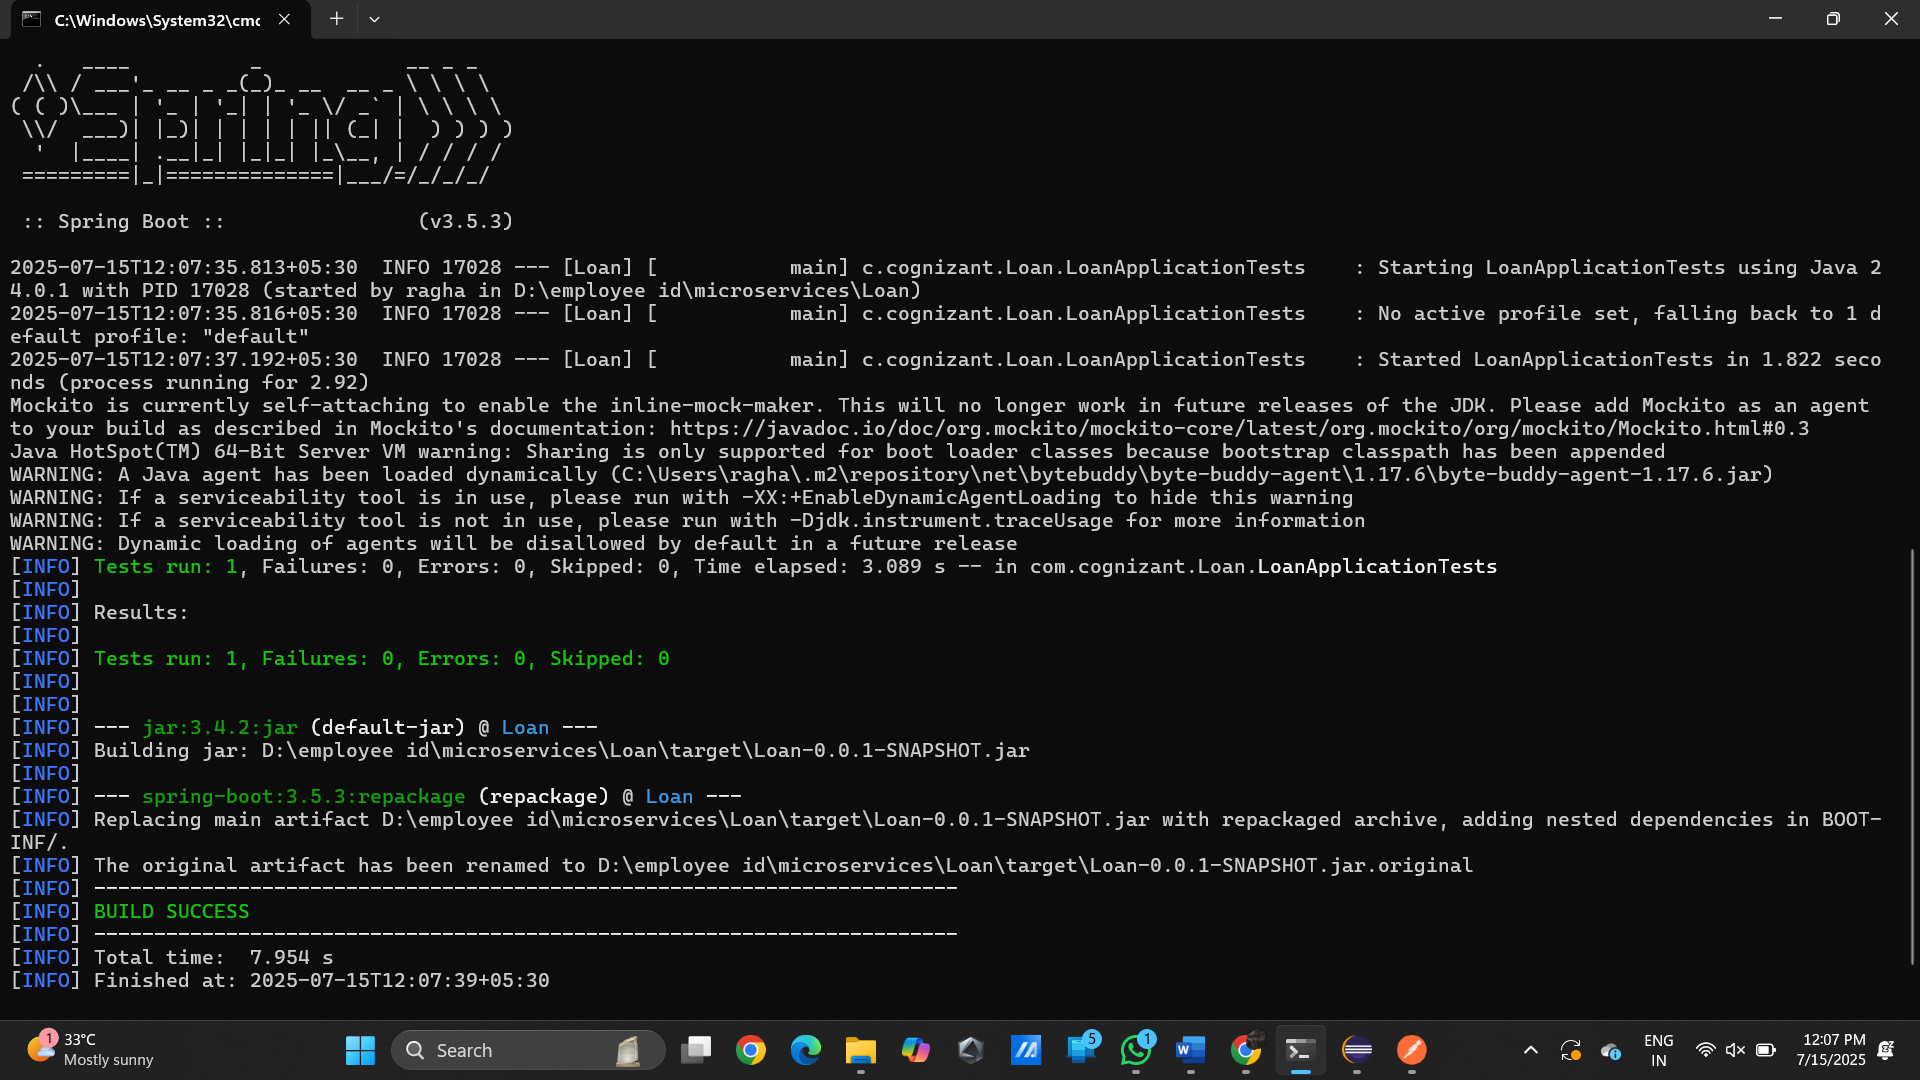 C:\Windows\System32\cmc
  .   ____          _            __ _ _
 /\\ / ___'_ __ _ _(_)_ __  __ _ \ \ \ \
( ( )\___ | '_ | '_| | '_ \/ _` | \ \ \ \
 \\/  ___)| |_)| | | | | || (_| |  ) ) ) )
  '  |____| .__|_| |_|_| |_\__, | / / / /
 =========|_|==============|___/=/_/_/_/
 :: Spring Boot ::                (v3.5.3)
2025-07-15T12:07:35.813+05:30  INFO 17028 --- [Loan] [           main] c.cognizant.Loan.LoanApplicationTests    : Starting LoanApplicationTests using Java 2
4.0.1 with PID 17028 (started by ragha in D:\employee id\microservices\Loan)
2025-07-15T12:07:35.816+05:30  INFO 17028 --- [Loan] [           main] c.cognizant.Loan.LoanApplicationTests    : No active profile set, falling back to 1 d
efault profile: "default"
2025-07-15T12:07:37.192+05:30  INFO 17028 --- [Loan] [           main] c.cognizant.Loan.LoanApplicationTests    : Started LoanApplicationTests in 1.822 seco
nds (process running for 2.92)
Mockito is currently self-attaching to enable the inline-mock-maker. This will no longer work in future releases of the JDK. Please add Mockito as an agent
to your build as described in Mockito's documentation: https://javadoc.io/doc/org.mockito/mockito-core/latest/org.mockito/org/mockito/Mockito.html#0.3
Java HotSpot(TM) 64-Bit Server VM warning: Sharing is only supported for boot loader classes because bootstrap classpath has been appended
WARNING: A Java agent has been loaded dynamically (C:\Users\ragha\.m2\repository\net\bytebuddy\byte-buddy-agent\1.17.6\byte-buddy-agent-1.17.6.jar)
WARNING: If a serviceability tool is in use, please run with -XX:+EnableDynamicAgentLoading to hide this warning
WARNING: If a serviceability tool is not in use, please run with -Djdk.instrument.traceUsage for more information
WARNING: Dynamic loading of agents will be disallowed by default in a future release
[INFO] Tests run: 1, Failures: 0, Errors: 0, Skipped: 0, Time elapsed: 3.089 s -- in com.cognizant.Loan.LoanApplicationTests
[INFO]
[INFO] Results:
[INFO]
[INFO] Tests run: 1, Failures: 0, Errors: 0, Skipped: 0
[INFO]
[INFO]
[INFO] --- jar:3.4.2:jar (default-jar) @ Loan ---
[INFO] Building jar: D:\employee id\microservices\Loan\target\Loan-0.0.1-SNAPSHOT.jar
[INFO]
[INFO] --- spring-boot:3.5.3:repackage (repackage) @ Loan ---
[INFO] Replacing main artifact D:\employee id\microservices\Loan\target\Loan-0.0.1-SNAPSHOT.jar with repackaged archive, adding nested dependencies in BOOT-
INF/.
[INFO] The original artifact has been renamed to D:\employee id\microservices\Loan\target\Loan-0.0.1-SNAPSHOT.jar.original
[INFO] ------------------------------------------------------------------------
[INFO] BUILD SUCCESS
[INFO] ------------------------------------------------------------------------
[INFO] Total time:  7.954 s
[INFO] Finished at: 2025-07-15T12:07:39+05:30
1
33°C
Mostly sunny
Search
5
1
W
ENG
IN
12:07 PM
7/15/2025